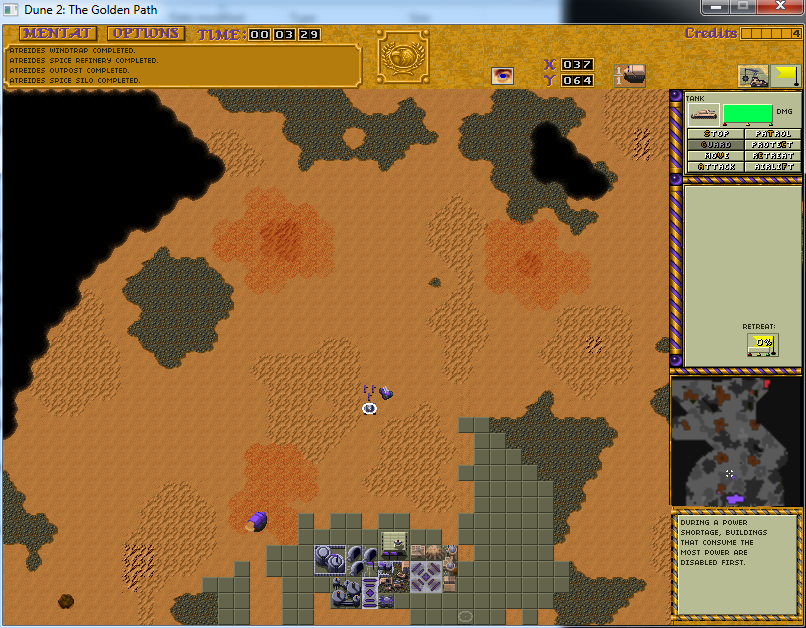 Dune 2: The Golden Path
MENTAT OPTIONS TIME: 00 03 29 Credits 4
ATREIDES WINDTRAP COMPLETED.
ATREIDES SPICE REFINERY COMPLETED.
ATREIDES OUTPOST COMPLETED.
ATREIDES SPICE SILO COMPLETED.
X 037
Y 064
TANK
DMG
STOP PATROL
GUARD PROTECT
MOVE RETREAT
ATTACK AIRLIFT
RETREAT:
0%
DURING A POWER
SHORTAGE, BUILDINGS
THAT CONSUME THE
MOST POWER ARE
DISABLED FIRST.